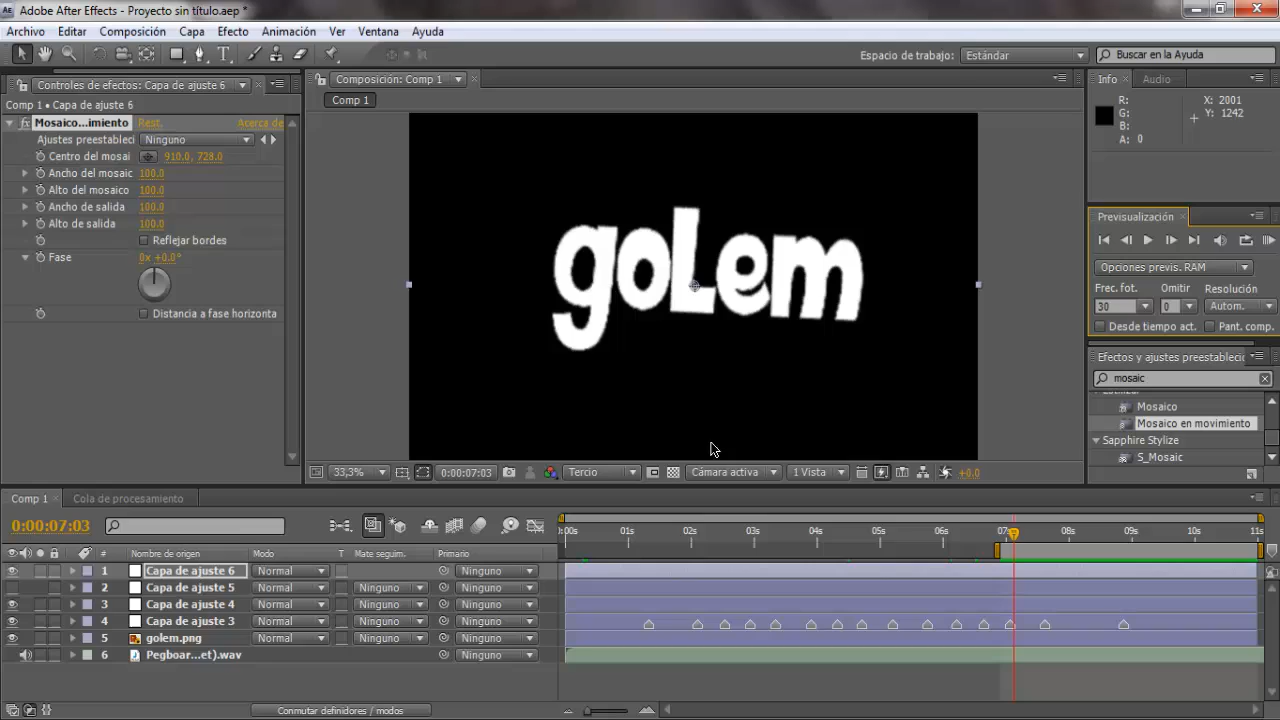 Adobe After Effects - Proyecto sin título.aep *
Archivo Editar Composición Capa Efecto Animación Ver Ventana Ayuda
Espacio de trabajo: Estándar Buscar en la Ayuda
Controles de efectos: Capa de ajuste 6
Comp 1 • Capa de ajuste 6
Mosaico...imiento Rest. Acerca de
Ajustes preestableci Ninguno
Centro del mosai 910.0, 728.0
Ancho del mosaic 100.0
Alto del mosaico 100.0
Ancho de salida 100.0
Alto de salida 100.0
Reflejar bordes
Fase 0x +0.0°
Distancia a fase horizonta
Composición: Comp 1
Comp 1
goLem
33,3% 0:00:07:03 Tercio Cámara activa 1 Vista +0.0
Info Audio
R: X: 2001
G: Y: 1242
B:
A: 0
Previsualización
Opciones previs. RAM
Frec. fot. Omitir Resolución
30 0 Autom.
Desde tiempo act. Pant. comp.
Efectos y ajustes preestableci
mosaic
Mosaico
Mosaico en movimiento
Sapphire Stylize
S_Mosaic
Comp 1 Cola de procesamiento
0:00:07:03
:00s 01s 02s 03s 04s 05s 06s 07s 08s 09s 10s 11s
# Nombre de origen Modo T Mate seguim. Primario
1 Capa de ajuste 6 Normal Ninguno
2 Capa de ajuste 5 Normal Ninguno Ninguno
3 Capa de ajuste 4 Normal Ninguno Ninguno
4 Capa de ajuste 3 Normal Ninguno Ninguno
5 golem.png Normal Ninguno Ninguno
6 Pegboar...et).wav Ninguno
Conmutar definidores / modos